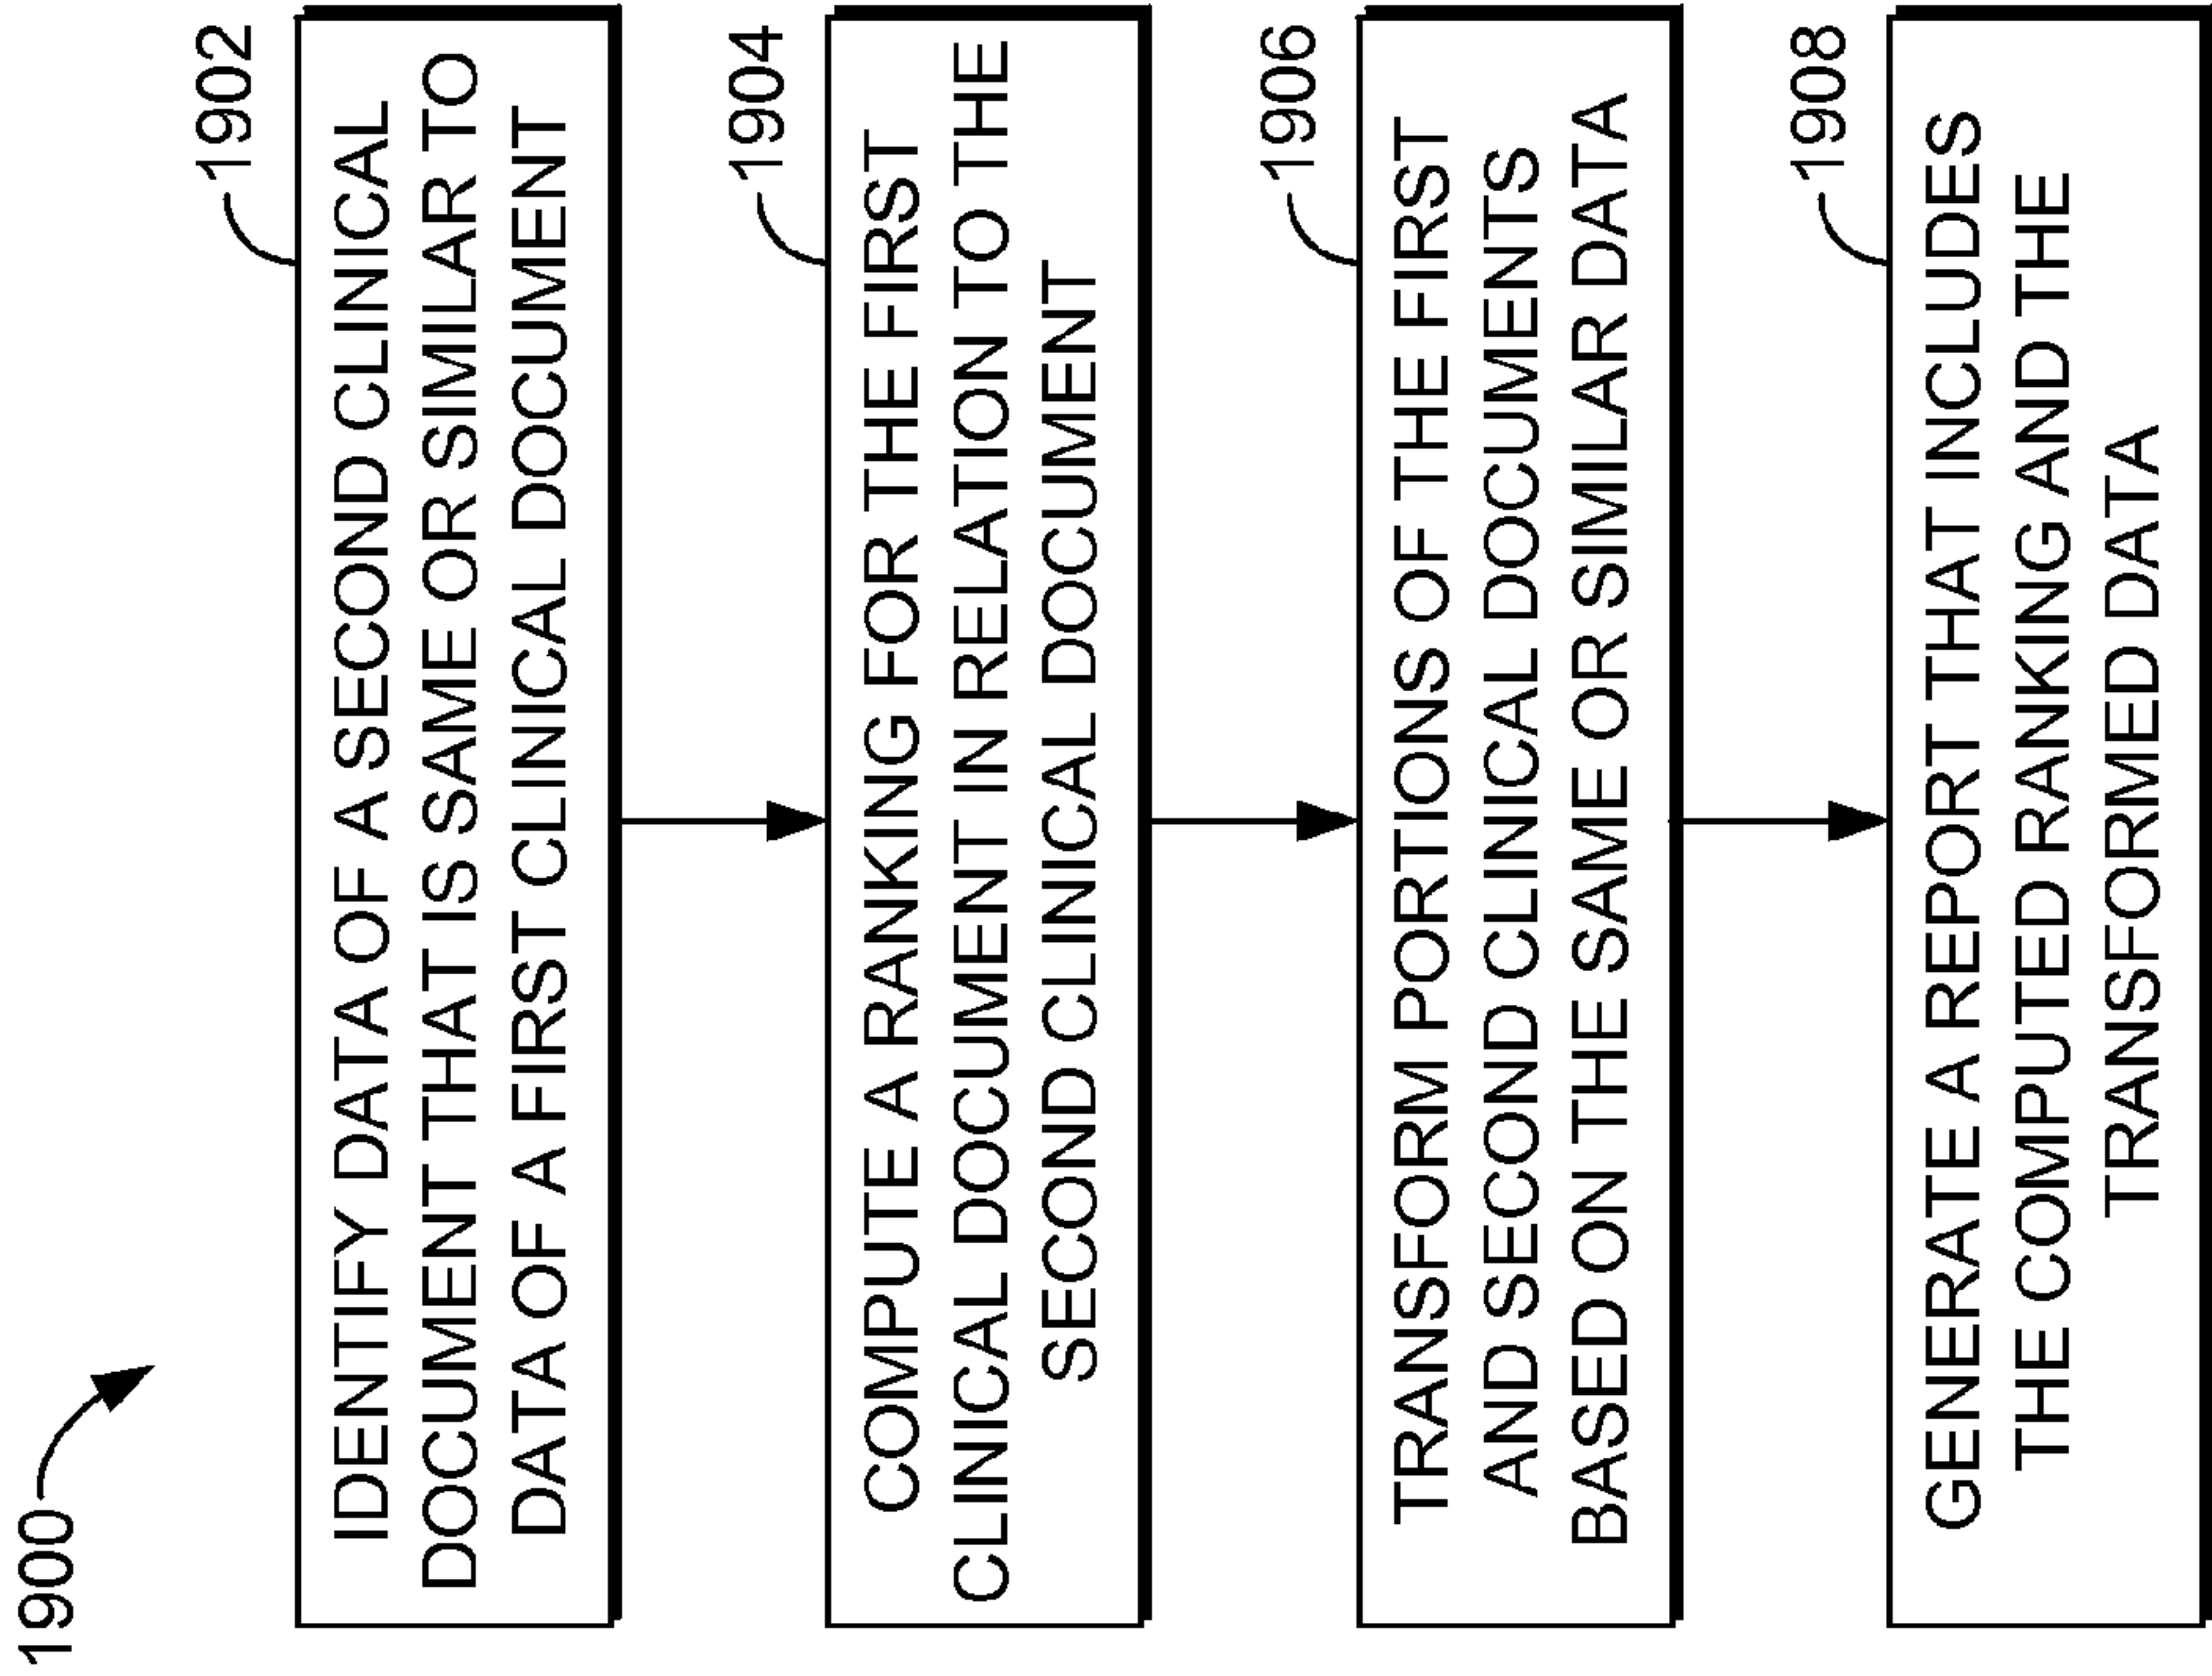 1900
1902
IDENTIFY DATA OF A SECOND CLINICAL
DOCUMENT THAT IS SAME OR SIMILAR TO
DATA OF A FIRST CLINICAL DOCUMENT
1904
COMPUTE A RANKING FOR THE FIRST
CLINICAL DOCUMENT IN RELATION TO THE
SECOND CLINICAL DOCUMENT
1906
TRANSFORM PORTIONS OF THE FIRST
AND SECOND CLINICAL DOCUMENTS
BASED ON THE SAME OR SIMILAR DATA
1908
GENERATE A REPORT THAT INCLUDES
THE COMPUTED RANKING AND THE
TRANSFORMED DATA